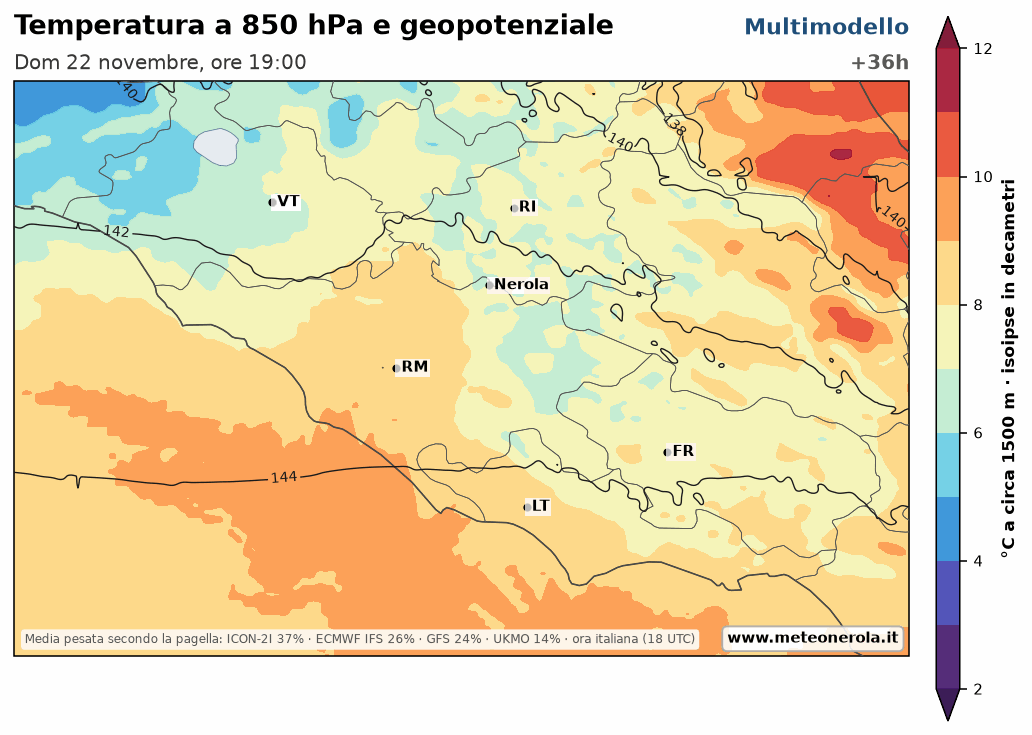 Temperatura a 850 hPa e geopotenziale
Multimodello
Dom 22 novembre, ore 19:00
+36h
140
138
140
VT
RI
140
142
Nerola
RM
FR
144
LT
Media pesata secondo la pagella: ICON-2I 37% · ECMWF IFS 26% · GFS 24% · UKMO 14% · ora italiana (18 UTC)
www.meteonerola.it
12
10
8
6
4
2
°C a circa 1500 m · isoipse in decametri